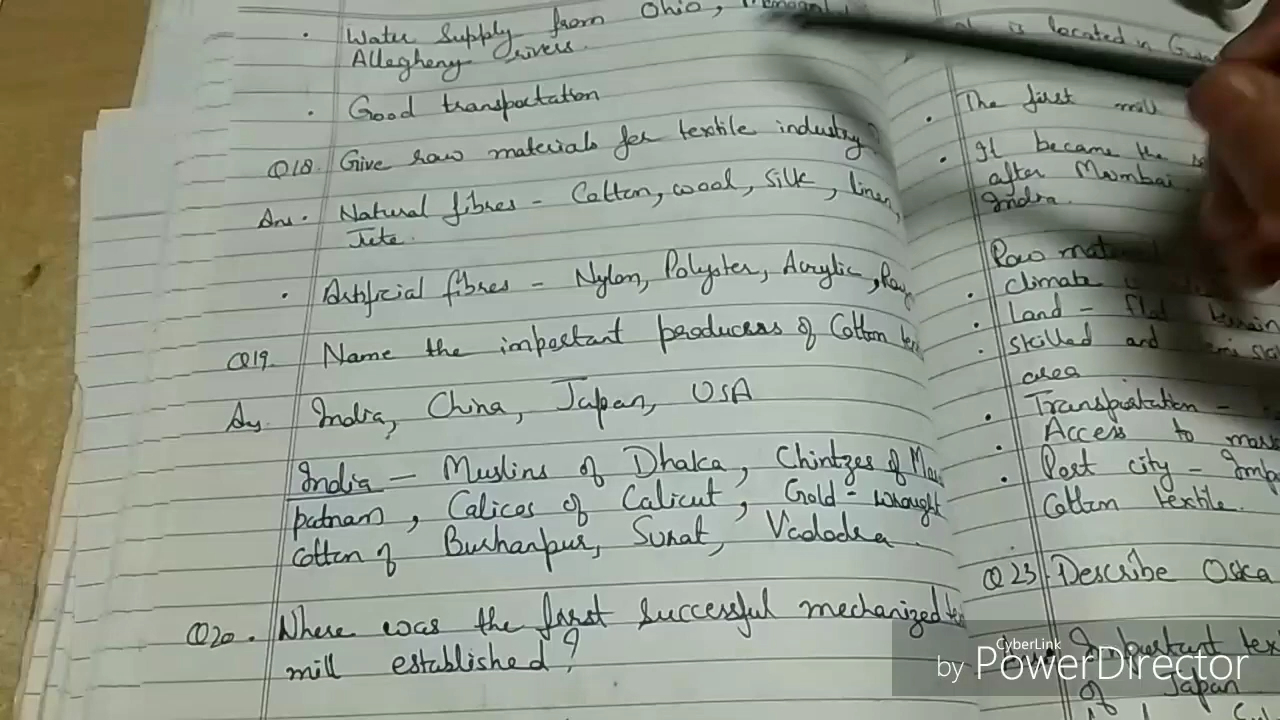 Water Supply from Ohio,
Allegheny rivers.
Good transportation
Q18. Give raw materials for textile industry?
Ans. Natural fibres - Cotton, wool, silk, linen,
Jute.
Artificial fibres - Nylon, Polyster, Acrylic,
Q19. Name the important producers of Cotton
Ans. India, China, Japan, USA
India - Muslins of Dhaka, Chintzes of
patnam, Calicos of Calicut, Gold-wrought
cotton of Burhanpur, Surat, Vadodra.
Q20. Where was the first successful mechanized
mill established?
is located in
The first mill
It became the
after Mumbai.
India.
Raw
climate
Land - flat terrain
skilled and
area
Transportation -
Access to
Port city -
Cotton textile.
Q23. Describe
Important
of Japan
CyberLink
by PowerDirector